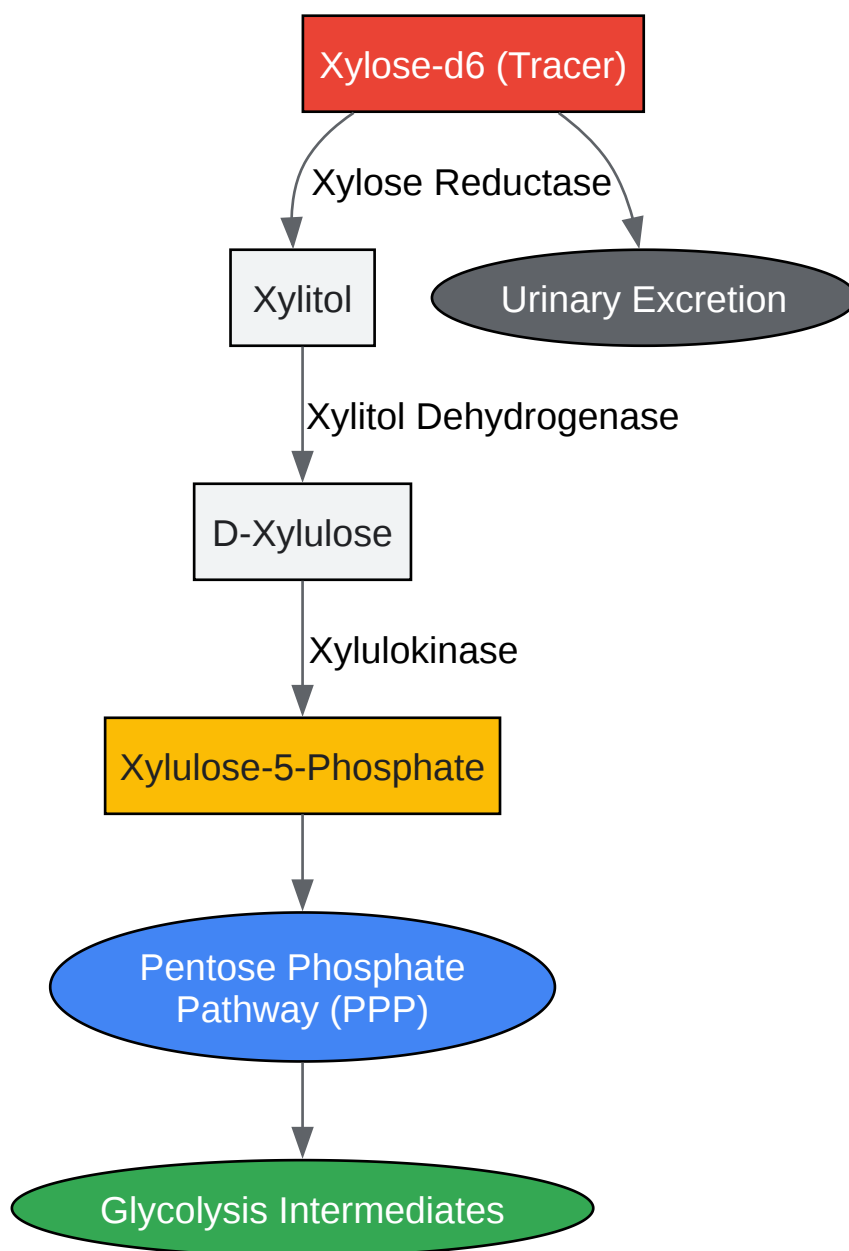 Xylose-d6 (Tracer)
Xylose Reductase
Xylitol
Urinary Excretion
Xylitol Dehydrogenase
D-Xylulose
Xylulokinase
Xylulose-5-Phosphate
Pentose Phosphate
Pathway (PPP)
Glycolysis Intermediates